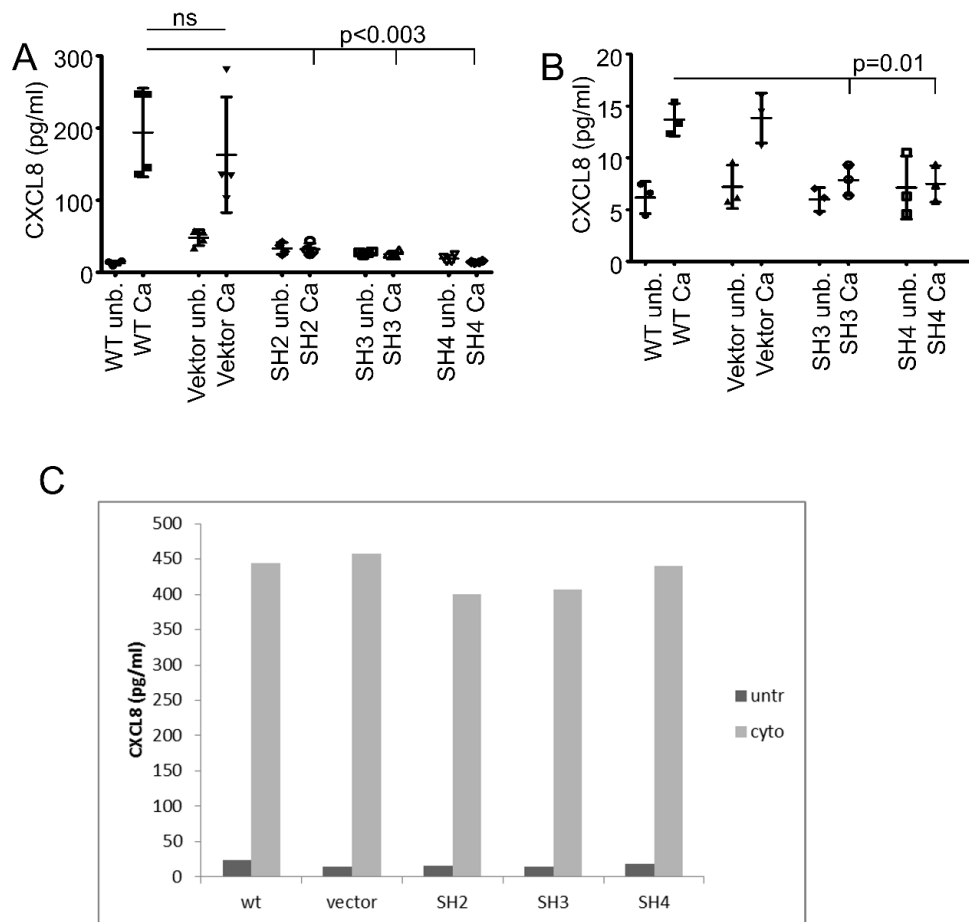 A
ns
p<0.003
CXCL8 (pg/ml)
300
200
100
0
WT unb.
WT Ca
Vektor unb.
Vektor Ca
SH2 unb.
SH2 Ca
SH3 unb.
SH3 Ca
SH4 unb.
SH4 Ca
B
p=0.01
CXCL8 (pg/ml)
20
15
10
5
0
WT unb.
WT Ca
Vektor unb.
Vektor Ca
SH3 unb.
SH3 Ca
SH4 unb.
SH4 Ca
C
CXCL8 (pg/ml)
500
450
400
350
300
250
200
150
100
50
0
wt vector SH2 SH3 SH4
untr
cyto